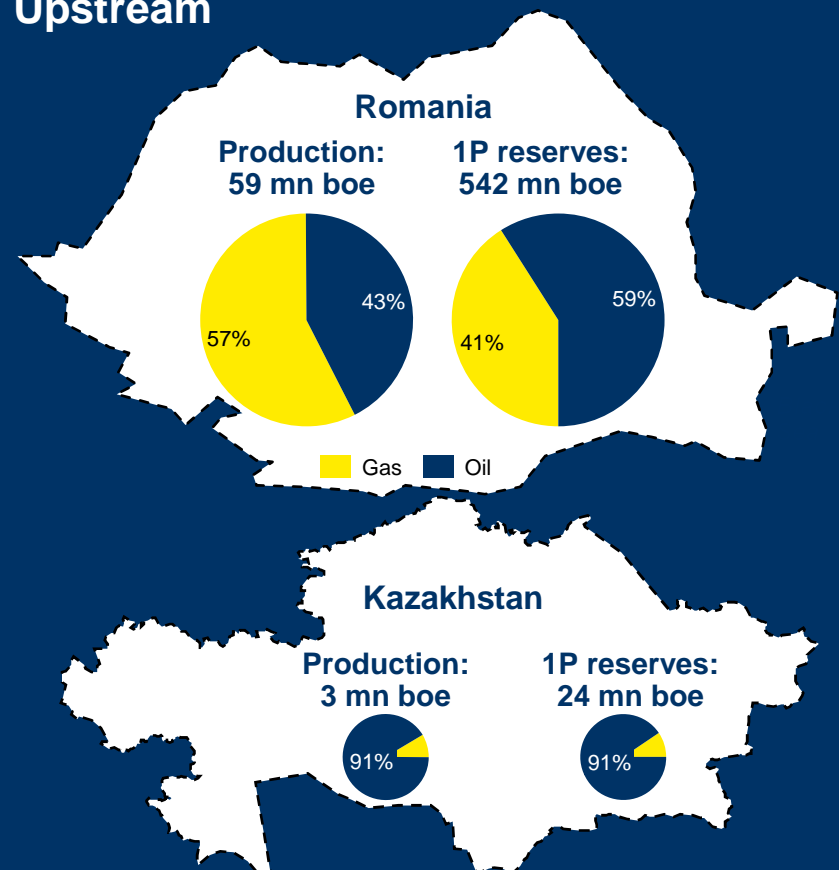 Upstream
Romania
Production:
59 mn boe
1P reserves:
542 mn boe
43%
57%
59%
41%
Gas
Oil
Kazakhstan
Production:
3 mn boe
1P reserves:
24 mn boe
91%
91%